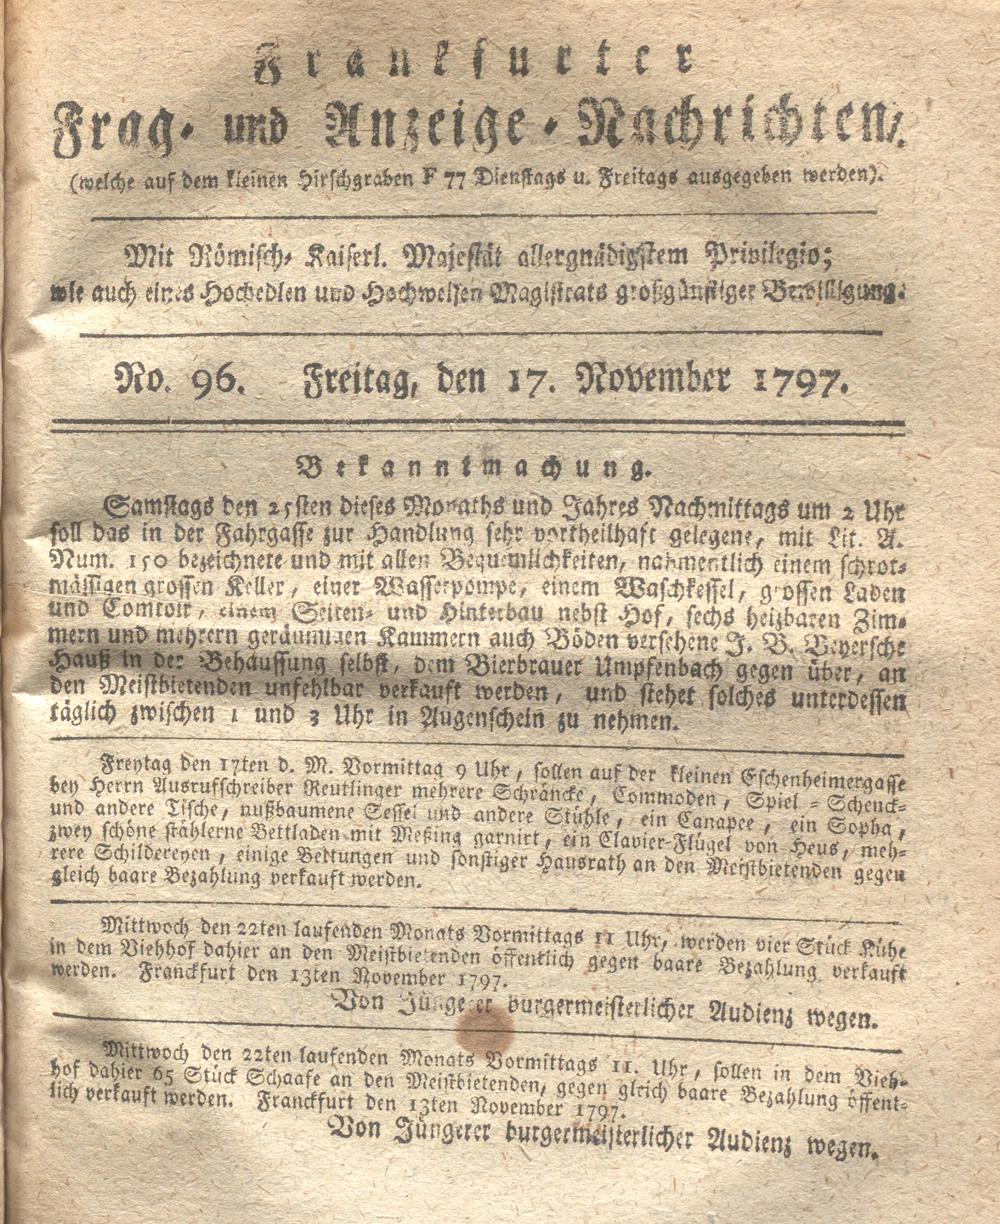 Frankfurter
Frag- und Anzeige-Nachrichten,
(welche auf dem kleinen Hirschgraben F 77 Dienstags u. Freitags ausgegeben werden).
Mit Römisch- Kaiserl. Majestät allergnädigstem Privilegio;
wie auch eines Hochedlen und Hochweisen Magistrats großgünstiger Bewilligung.
No. 96. Freitag, den 17. November 1797.
Bekanntmachung.
Samstags den 25sten dieses Monaths und Jahres Nachmittags um 2 Uhr
soll das in der Fahrgasse zur Handlung sehr vortheilhaft gelegene, mit Lit. A.
Num. 150 bezeichnete und mit allen Bequemlichkeiten, nahmentlich einem schrot-
mässigen grossen Keller, einer Wasserpompe, einem Waschkessel, grossen Laden
und Comtoir, einem Seiten- und Hinterbau nebst Hof, sechs heizbaren Zim-
mern und mehrern geräumigen Kammern auch Böden versehene J. B. Beyersche
Hauß in der Behaussung selbst, dem Bierbrauer Umpfenbach gegen über, an
den Meistbietenden unfehlbar verkauft werden, und stehet solches unterdessen
täglich zwischen 1 und 3 Uhr in Augenschein zu nehmen.
Freytag den 17ten d. M. Vormittag 9 Uhr, sollen auf der kleinen Eschenheimergasse
bey Herrn Ausrufschreiber Reutlinger mehrere Schräncke, Commoden, Spiel- Schenck-
und andere Tische, nußbaumene Sessel und andere Stühle, ein Canapee, ein Sopha,
zwey schöne stählerne Bettladen mit Meßing garnirt, ein Clavier-Flügel von Heus, meh-
rere Schildereyen, einige Bettungen und sonstiger Hausrath an den Meistbietenden gegen
gleich baare Bezahlung verkauft werden.
Mittwoch den 22ten laufenden Monats Vormittags 11 Uhr, werden vier Stück Kühe
in dem Viehhof dahier an den Meistbietenden öffentlich gegen baare Bezahlung verkauft
werden. Franckfurt den 13ten November 1797.
Von Jüngerer burgermeisterlicher Audienz wegen.
Mittwoch den 22ten laufenden Monats Vormittags 11. Uhr, sollen in dem Vieh-
hof dahier 65 Stück Schaafe an den Meistbietenden, gegen gleich baare Bezahlung öffent-
lich verkauft werden. Franckfurt den 13ten November 1797.
Von Jüngerer burgermeisterlicher Audienz wegen.